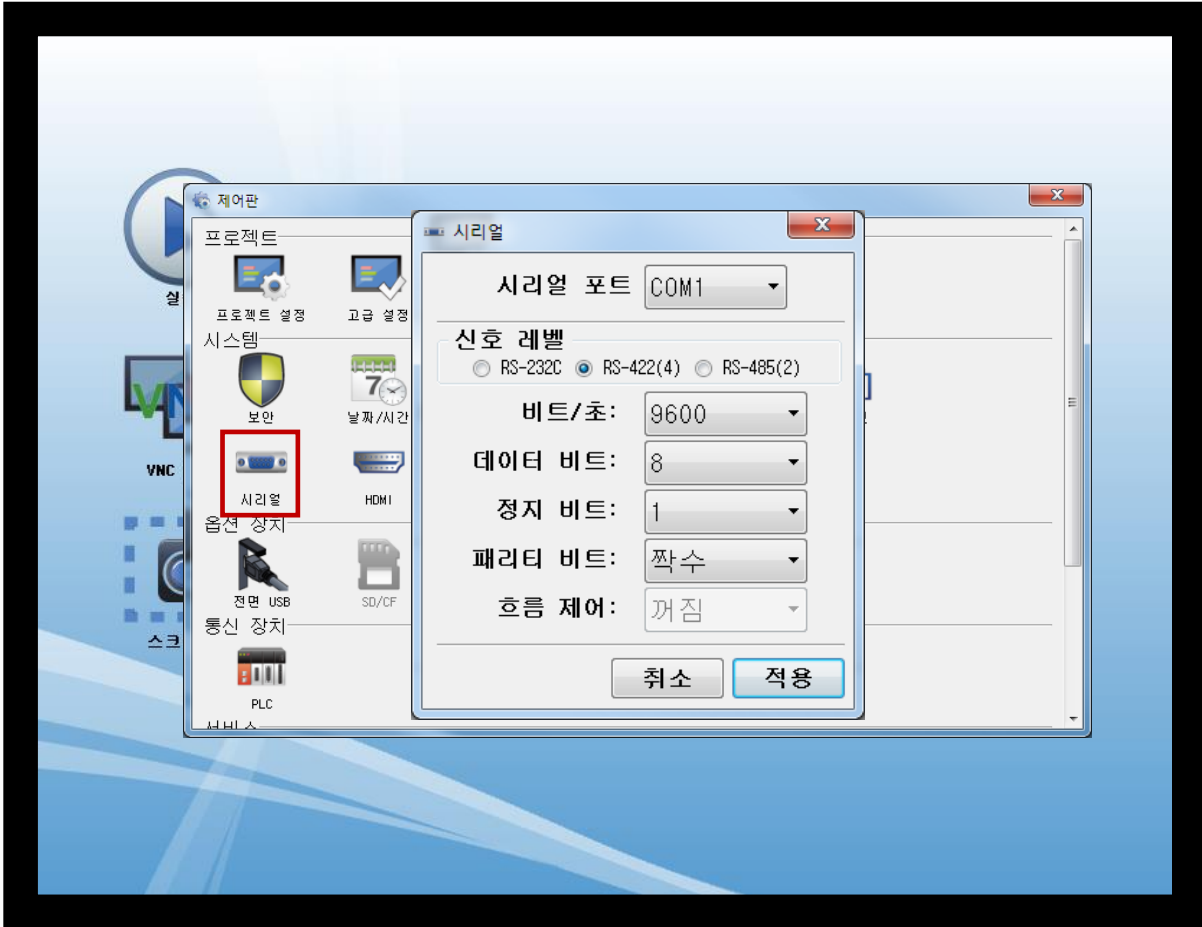 제어판
프로젝트
프로젝트 설정
고급 설정
시스템
보안
7
날짜/시간
시리얼
HDMI
옵션 장치
전면 USB
SD/CF
통신 장치
PLC
VNC
시리얼
시리얼 포트 COM1
신호 레벨
RS-232C RS-422(4) RS-485(2)
비트/초: 9600
데이터 비트: 8
정지 비트: 1
패리티 비트: 짝수
흐름 제어: 꺼짐
취소 적용